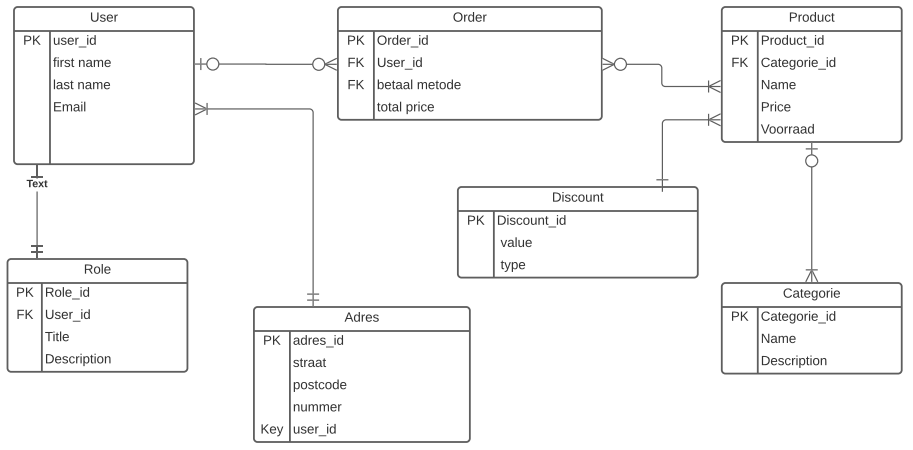 User
PK user_id
first name
last name
Email
Text
Role
PK Role_id
FK User_id
Title
Description
Order
PK Order_id
FK User_id
FK betaal metode
total price
Adres
PK adres_id
straat
postcode
nummer
Key user_id
Discount
PK Discount_id
value
type
Product
PK Product_id
FK Categorie_id
Name
Price
Voorraad
Categorie
PK Categorie_id
Name
Description